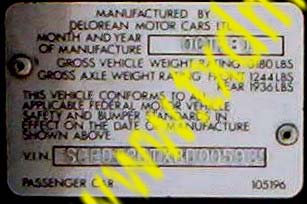 MANUFACTURED BY
DELOREAN MOTOR CARS LTD.
MONTH AND YEAR
OF MANUFACTURE
GROSS VEHICLE WEIGHT RATING 3180 LBS
GROSS AXLE WEIGHT RATING FRONT 1244 LBS
REAR 1936 LBS
THIS VEHICLE CONFORMS TO ALL
APPLICABLE FEDERAL MOTOR VEHICLE
SAFETY AND BUMPER STANDARDS IN
EFFECT ON THE DATE OF MANUFACTURE
SHOWN ABOVE
V.I.N.
PASSENGER CAR 105196